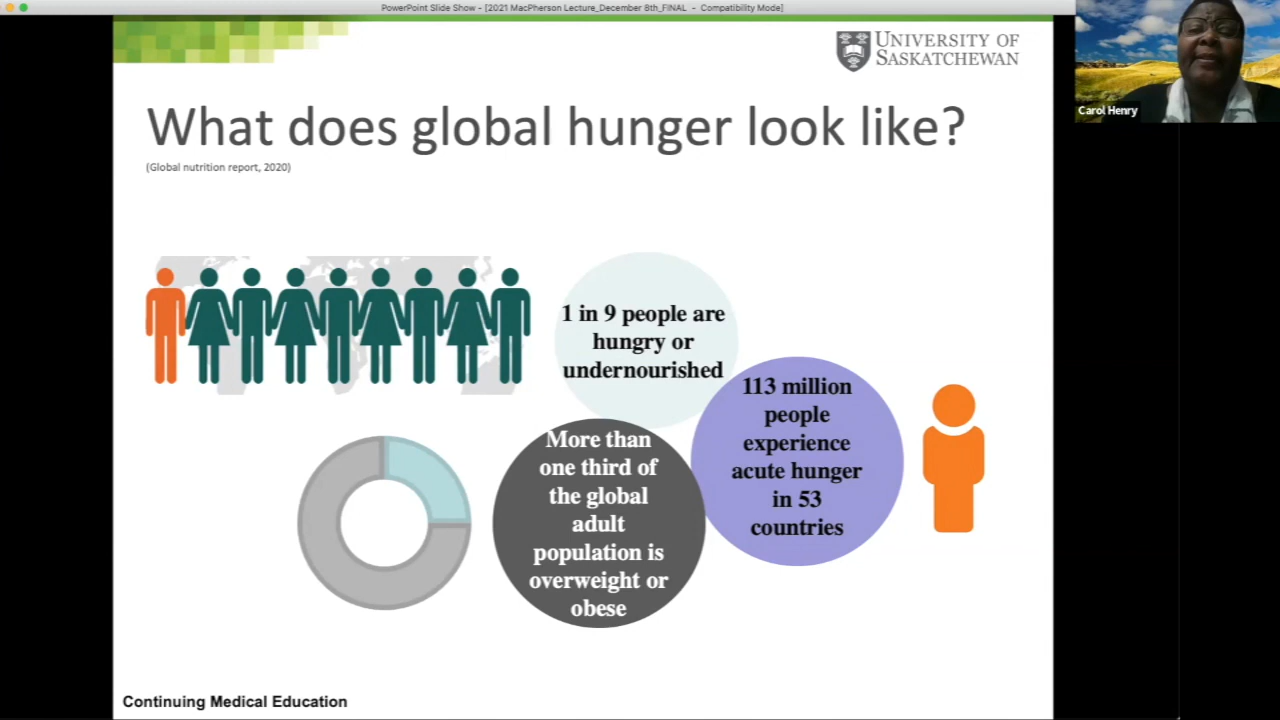 PowerPoint Slide Show - [2021 MacPherson Lecture_December 8th_FINAL - Compatibility Mode]
UNIVERSITY OF
SASKATCHEWAN
Carol Henry
What does global hunger look like?
(Global nutrition report, 2020)
1 in 9 people are
hungry or
undernourished
113 million
people
experience
acute hunger
in 53
countries
More than
one third of
the global
adult
population is
overweight or
obese
Continuing Medical Education